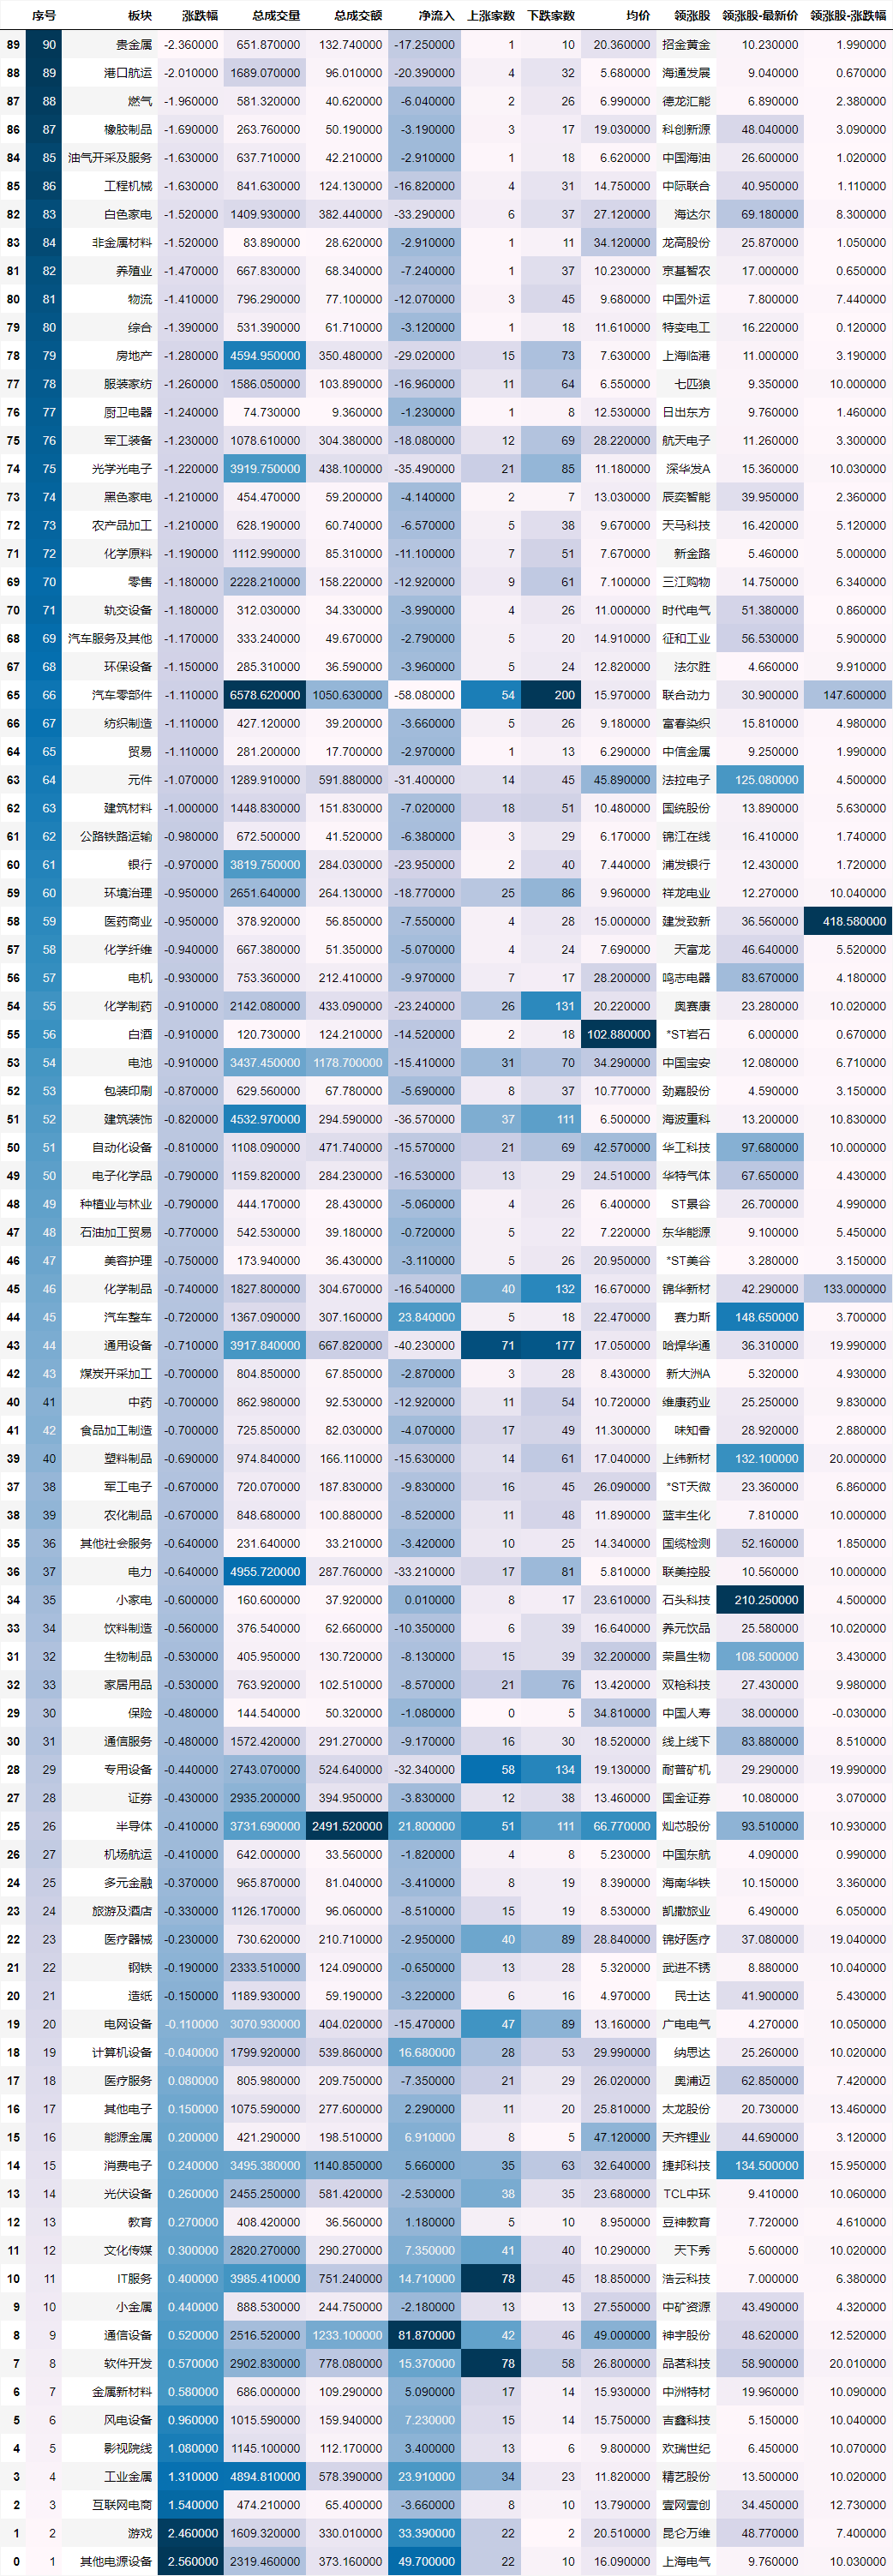 序号 板块 涨跌幅 总成交量 总成交额 净流入 上涨家数 下跌家数 均价 领涨股 领涨股-最新价 领涨股-涨跌幅
89 90 贵金属 -2.360000 651.870000 132.740000 -17.250000 1 10 20.360000 招金黄金 10.230000 1.990000
88 89 港口航运 -2.010000 1689.070000 96.010000 -20.390000 4 32 5.680000 海通发展 9.040000 0.670000
87 88 燃气 -1.960000 581.320000 40.620000 -6.040000 2 26 6.990000 德龙汇能 6.890000 2.380000
86 87 橡胶制品 -1.690000 263.760000 50.190000 -3.190000 3 17 19.030000 科创新源 48.040000 3.090000
84 85 油气开采及服务 -1.630000 637.710000 42.210000 -2.910000 1 18 6.620000 中国海油 26.600000 1.020000
85 86 工程机械 -1.630000 841.630000 124.130000 -16.820000 4 31 14.750000 中际联合 40.950000 1.110000
82 83 白色家电 -1.520000 1409.930000 382.440000 -33.290000 6 37 27.120000 海达尔 69.180000 8.300000
83 84 非金属材料 -1.520000 83.890000 28.620000 -2.910000 1 11 34.120000 龙高股份 25.870000 1.050000
81 82 养殖业 -1.470000 667.830000 68.340000 -7.240000 1 37 10.230000 京基智农 17.000000 0.650000
80 81 物流 -1.410000 796.290000 77.100000 -12.070000 3 45 9.680000 中国外运 7.800000 7.440000
79 80 综合 -1.390000 531.390000 61.710000 -3.120000 1 18 11.610000 特变电工 16.220000 0.120000
78 79 房地产 -1.280000 4594.950000 350.480000 -29.020000 15 73 7.630000 上海临港 11.000000 3.190000
77 78 服装家纺 -1.260000 1586.050000 103.890000 -16.960000 11 64 6.550000 七匹狼 9.350000 10.000000
76 77 厨卫电器 -1.240000 74.730000 9.360000 -1.230000 1 8 12.530000 日出东方 9.760000 1.460000
75 76 军工装备 -1.230000 1078.610000 304.380000 -18.080000 12 69 28.220000 航天电子 11.260000 3.300000
74 75 光学光电子 -1.220000 3919.750000 438.100000 -35.490000 21 85 11.180000 深华发A 15.360000 10.030000
73 74 黑色家电 -1.210000 454.470000 59.200000 -4.140000 2 7 13.030000 辰奕智能 39.950000 2.360000
72 73 农产品加工 -1.210000 628.190000 60.740000 -6.570000 5 38 9.670000 天马科技 16.420000 5.120000
71 72 化学原料 -1.190000 1112.990000 85.310000 -11.100000 7 51 7.670000 新金路 5.460000 5.000000
69 70 零售 -1.180000 2228.210000 158.220000 -12.920000 9 61 7.100000 三江购物 14.750000 6.340000
70 71 轨交设备 -1.180000 312.030000 34.330000 -3.990000 4 26 11.000000 时代电气 51.380000 0.860000
68 69 汽车服务及其他 -1.170000 333.240000 49.670000 -2.790000 5 20 14.910000 征和工业 56.530000 5.900000
67 68 环保设备 -1.150000 285.310000 36.590000 -3.960000 5 24 12.820000 法尔胜 4.660000 9.910000
65 66 汽车零部件 -1.110000 6578.620000 1050.630000 -58.080000 54 200 15.970000 联合动力 30.900000 147.600000
66 67 纺织制造 -1.110000 427.120000 39.200000 -3.660000 5 26 9.180000 富春染织 15.810000 4.980000
64 65 贸易 -1.110000 281.200000 17.700000 -2.970000 1 13 6.290000 中信金属 9.250000 1.990000
63 64 元件 -1.070000 1289.910000 591.880000 -31.400000 14 45 45.890000 法拉电子 125.080000 4.500000
62 63 建筑材料 -1.000000 1448.830000 151.830000 -7.020000 18 51 10.480000 国统股份 13.890000 5.630000
61 62 公路铁路运输 -0.980000 672.500000 41.520000 -6.380000 3 29 6.170000 锦江在线 16.410000 1.740000
60 61 银行 -0.970000 3819.750000 284.030000 -23.950000 2 40 7.440000 浦发银行 12.430000 1.720000
59 60 环境治理 -0.950000 2651.640000 264.130000 -18.770000 25 86 9.960000 祥龙电业 12.270000 10.040000
58 59 医药商业 -0.950000 378.920000 56.850000 -7.550000 4 28 15.000000 建发致新 36.560000 418.580000
57 58 化学纤维 -0.940000 667.380000 51.350000 -5.070000 4 24 7.690000 天富龙 46.640000 5.520000
56 57 电机 -0.930000 753.360000 212.410000 -9.970000 7 17 28.200000 鸣志电器 83.670000 4.180000
54 55 化学制药 -0.910000 2142.080000 433.090000 -23.240000 26 131 20.220000 奥赛康 23.280000 10.020000
55 56 白酒 -0.910000 120.730000 124.210000 -14.520000 2 18 102.880000 *ST岩石 6.000000 0.670000
53 54 电池 -0.910000 3437.450000 1178.700000 -15.410000 31 70 34.290000 中国宝安 12.080000 6.710000
52 53 包装印刷 -0.870000 629.560000 67.780000 -5.690000 8 37 10.770000 劲嘉股份 4.590000 3.150000
51 52 建筑装饰 -0.820000 4532.970000 294.590000 -36.570000 37 111 6.500000 海波重科 13.200000 10.830000
50 51 自动化设备 -0.810000 1108.090000 471.740000 -15.570000 21 69 42.570000 华工科技 97.680000 10.000000
49 50 电子化学品 -0.790000 1159.820000 284.230000 -16.530000 13 29 24.510000 华特气体 67.650000 4.430000
48 49 种植业与林业 -0.790000 444.170000 28.430000 -5.060000 4 26 6.400000 ST景谷 26.700000 4.990000
47 48 石油加工贸易 -0.770000 542.530000 39.180000 -0.720000 5 22 7.220000 东华能源 9.100000 5.450000
46 47 美容护理 -0.750000 173.940000 36.430000 -3.110000 5 26 20.950000 *ST美谷 3.280000 3.150000
45 46 化学制品 -0.740000 1827.800000 304.670000 -16.540000 40 132 16.670000 锦华新材 42.290000 133.000000
44 45 汽车整车 -0.720000 1367.090000 307.160000 23.840000 5 18 22.470000 赛力斯 148.650000 3.700000
43 44 通用设备 -0.710000 3917.840000 667.820000 -40.230000 71 177 17.050000 哈焊华通 36.310000 19.990000
42 43 煤炭开采加工 -0.700000 804.850000 67.850000 -2.870000 3 28 8.430000 新大洲A 5.320000 4.930000
40 41 中药 -0.700000 862.980000 92.530000 -12.920000 11 54 10.720000 维康药业 25.250000 9.830000
41 42 食品加工制造 -0.700000 725.850000 82.030000 -4.070000 17 49 11.300000 味知香 28.920000 2.880000
39 40 塑料制品 -0.690000 974.840000 166.110000 -15.630000 14 61 17.040000 上纬新材 132.100000 20.000000
37 38 军工电子 -0.670000 720.070000 187.830000 -9.830000 16 45 26.090000 *ST天微 23.360000 6.860000
38 39 农化制品 -0.670000 848.680000 100.880000 -8.520000 11 48 11.890000 蓝丰生化 7.810000 10.000000
35 36 其他社会服务 -0.640000 231.640000 33.210000 -3.420000 10 25 14.340000 国缆检测 52.160000 1.850000
36 37 电力 -0.640000 4955.720000 287.760000 -33.210000 17 81 5.810000 联美控股 10.560000 10.000000
34 35 小家电 -0.600000 160.600000 37.920000 0.010000 8 17 23.610000 石头科技 210.250000 4.500000
33 34 饮料制造 -0.560000 376.540000 62.660000 -10.350000 6 39 16.640000 养元饮品 25.580000 10.020000
31 32 生物制品 -0.530000 405.950000 130.720000 -8.130000 15 39 32.200000 荣昌生物 108.500000 3.430000
32 33 家居用品 -0.530000 763.920000 102.510000 -8.570000 21 76 13.420000 双枪科技 27.430000 9.980000
29 30 保险 -0.480000 144.540000 50.320000 -1.080000 0 5 34.810000 中国人寿 38.000000 -0.030000
30 31 通信服务 -0.480000 1572.420000 291.270000 -9.170000 16 30 18.520000 线上线下 83.880000 8.510000
28 29 专用设备 -0.440000 2743.070000 524.640000 -32.340000 58 134 19.130000 耐普矿机 29.290000 19.990000
27 28 证券 -0.430000 2935.200000 394.950000 -3.830000 12 38 13.460000 国金证券 10.080000 3.070000
25 26 半导体 -0.410000 3731.690000 2491.520000 21.800000 51 111 66.770000 灿芯股份 93.510000 10.930000
26 27 机场航运 -0.410000 642.000000 33.560000 -1.820000 4 8 5.230000 中国东航 4.090000 0.990000
24 25 多元金融 -0.370000 965.870000 81.040000 -3.410000 8 19 8.390000 海南华铁 10.150000 3.360000
23 24 旅游及酒店 -0.330000 1126.170000 96.060000 -8.510000 15 19 8.530000 凯撒旅业 6.490000 6.050000
22 23 医疗器械 -0.230000 730.620000 210.710000 -2.950000 40 89 28.840000 锦好医疗 37.080000 19.040000
21 22 钢铁 -0.190000 2333.510000 124.090000 -0.650000 13 28 5.320000 武进不锈 8.880000 10.040000
20 21 造纸 -0.150000 1189.930000 59.190000 -3.220000 6 16 4.970000 民士达 41.900000 5.430000
19 20 电网设备 -0.110000 3070.930000 404.020000 -15.470000 47 89 13.160000 广电电气 4.270000 10.050000
18 19 计算机设备 -0.040000 1799.920000 539.860000 16.680000 28 53 29.990000 纳思达 25.260000 10.020000
17 18 医疗服务 0.080000 805.980000 209.750000 -7.350000 21 29 26.020000 奥浦迈 62.850000 7.420000
16 17 其他电子 0.150000 1075.590000 277.600000 2.290000 11 20 25.810000 太龙股份 20.730000 13.460000
15 16 能源金属 0.200000 421.290000 198.510000 6.910000 8 5 47.120000 天齐锂业 44.690000 3.120000
14 15 消费电子 0.240000 3495.380000 1140.850000 5.660000 35 63 32.640000 捷邦科技 134.500000 15.950000
13 14 光伏设备 0.260000 2455.250000 581.420000 -2.530000 38 35 23.680000 TCL中环 9.410000 10.060000
12 13 教育 0.270000 408.420000 36.560000 1.180000 5 10 8.950000 豆神教育 7.720000 4.610000
11 12 文化传媒 0.300000 2820.270000 290.270000 7.350000 41 40 10.290000 天下秀 5.600000 10.020000
10 11 IT服务 0.400000 3985.410000 751.240000 14.710000 78 45 18.850000 浩云科技 7.000000 6.380000
9 10 小金属 0.440000 888.530000 244.750000 -2.180000 13 13 27.550000 中矿资源 43.490000 4.320000
8 9 通信设备 0.520000 2516.520000 1233.100000 81.870000 42 46 49.000000 神宇股份 48.620000 12.520000
7 8 软件开发 0.570000 2902.830000 778.080000 15.370000 78 58 26.800000 品茗科技 58.900000 20.010000
6 7 金属新材料 0.580000 686.000000 109.290000 5.090000 17 14 15.930000 中洲特材 19.960000 10.090000
5 6 风电设备 0.960000 1015.590000 159.940000 7.230000 15 14 15.750000 吉鑫科技 5.150000 10.040000
4 5 影视院线 1.080000 1145.100000 112.170000 3.400000 13 6 9.800000 欢瑞世纪 6.450000 10.070000
3 4 工业金属 1.310000 4894.810000 578.390000 23.910000 34 23 11.820000 精艺股份 13.500000 10.020000
2 3 互联网电商 1.540000 474.210000 65.400000 -3.660000 8 10 13.790000 壹网壹创 34.450000 12.730000
1 2 游戏 2.460000 1609.320000 330.010000 33.390000 22 2 20.510000 昆仑万维 48.770000 7.400000
0 1 其他电源设备 2.560000 2319.460000 373.160000 49.700000 22 10 16.090000 上海电气 9.760000 10.030000